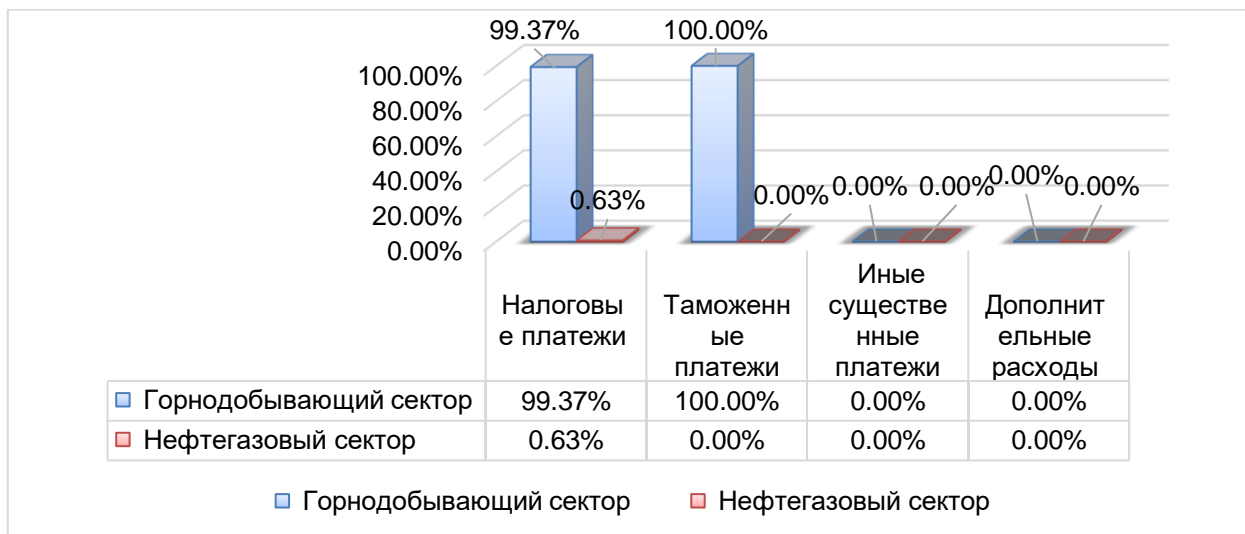 99.37%
100.00%
100.00%
80.00%
60.00%
40.00%
20.00%
0.00%
0.63%
0.00%
0.00%
0.00%
0.00%
0.00%
Налоговы
е платежи
Таможенн
ые
платежи
Иные
существе
нные
платежи
Дополнит
ельные
расходы
Горнодобывающий сектор 99.37% 100.00% 0.00% 0.00%
Нефтегазовый сектор 0.63% 0.00% 0.00% 0.00%
Горнодобывающий сектор Нефтегазовый сектор